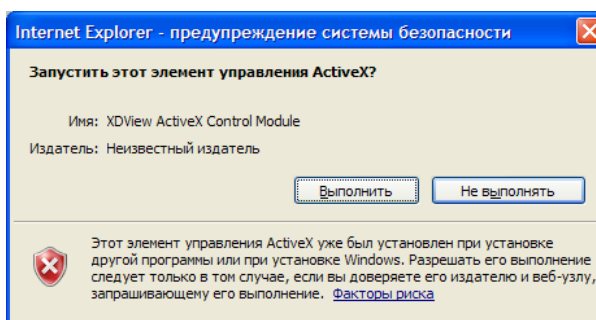 Internet Explorer - предупреждение системы безопасности
Запустить этот элемент управления ActiveX?
Имя: XDView ActiveX Control Module
Издатель: Неизвестный издатель
Выполнить Не выполнять
Этот элемент управления ActiveX уже был установлен при установке
другой программы или при установке Windows. Разрешать его выполнение
следует только в том случае, если вы доверяете его издателю и веб-узлу,
запрашивающему его выполнение. Факторы риска